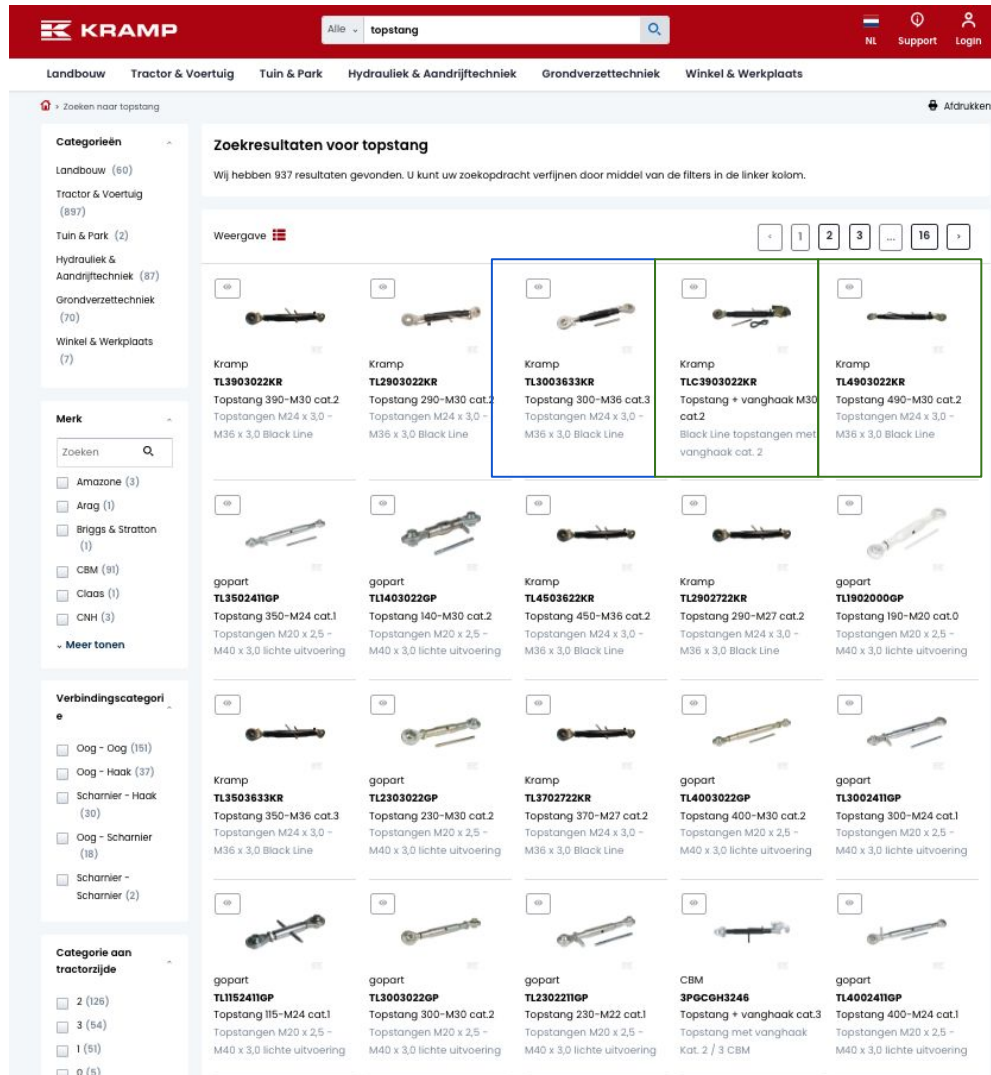 KRAMP
Alle
topstang
NL
Support
Login
Landbouw
Tractor & Voertuig
Tuin & Park
Hydrauliek & Aandrijftechniek
Grondverzettechniek
Winkel & Werkplaats
› Zoeken naar topstang
Afdrukken
Categorieën
Landbouw (60)
Tractor & Voertuig
(897)
Tuin & Park (2)
Hydrauliek &
Aandrijftechniek (87)
Grondverzettechniek
(70)
Winkel & Werkplaats
(7)
Merk
Zoeken
Amazone (3)
Arag (1)
Briggs & Stratton
(1)
CBM (91)
Claas (1)
CNH (3)
Meer tonen
Verbindingscategori
e
Oog - Oog (151)
Oog - Haak (37)
Scharnier - Haak
(30)
Oog - Scharnier
(18)
Scharnier -
Scharnier (2)
Categorie aan
tractorzijde
2 (126)
3 (54)
1 (51)
0 (5)
Zoekresultaten voor topstang
Wij hebben 937 resultaten gevonden. U kunt uw zoekopdracht verfijnen door middel van de filters in de linker kolom.
Weergave
‹ 1 2 3 ... 16 ›
Kramp
TL3903022KR
Topstang 390-M30 cat.2
Topstangen M24 x 3,0 -
M36 x 3,0 Black Line
Kramp
TL2903022KR
Topstang 290-M30 cat.2
Topstangen M24 x 3,0 -
M36 x 3,0 Black Line
Kramp
TL3003633KR
Topstang 300-M36 cat.3
Topstangen M24 x 3,0 -
M36 x 3,0 Black Line
Kramp
TLC3903022KR
Topstang + vanghaak M30
cat.2
Black Line topstangen met
vanghaak cat. 2
Kramp
TL4903022KR
Topstang 490-M30 cat.2
Topstangen M24 x 3,0 -
M36 x 3,0 Black Line
gopart
TL3502411GP
Topstang 350-M24 cat.1
Topstangen M20 x 2,5 -
M40 x 3,0 lichte uitvoering
gopart
TL1403022GP
Topstang 140-M30 cat.2
Topstangen M20 x 2,5 -
M40 x 3,0 lichte uitvoering
Kramp
TL4503622KR
Topstang 450-M36 cat.2
Topstangen M24 x 3,0 -
M36 x 3,0 Black Line
Kramp
TL2902722KR
Topstang 290-M27 cat.2
Topstangen M24 x 3,0 -
M36 x 3,0 Black Line
gopart
TL1902000GP
Topstang 190-M20 cat.0
Topstangen M20 x 2,5 -
M40 x 3,0 lichte uitvoering
Kramp
TL3503633KR
Topstang 350-M36 cat.3
Topstangen M24 x 3,0 -
M36 x 3,0 Black Line
gopart
TL2303022GP
Topstang 230-M30 cat.2
Topstangen M20 x 2,5 -
M40 x 3,0 lichte uitvoering
Kramp
TL3702722KR
Topstang 370-M27 cat.2
Topstangen M24 x 3,0 -
M36 x 3,0 Black Line
gopart
TL4003022GP
Topstang 400-M30 cat.2
Topstangen M20 x 2,5 -
M40 x 3,0 lichte uitvoering
gopart
TL3002411GP
Topstang 300-M24 cat.1
Topstangen M20 x 2,5 -
M40 x 3,0 lichte uitvoering
gopart
TL1152411GP
Topstang 115-M24 cat.1
Topstangen M20 x 2,5 -
M40 x 3,0 lichte uitvoering
gopart
TL3003022GP
Topstang 300-M30 cat.2
Topstangen M20 x 2,5 -
M40 x 3,0 lichte uitvoering
gopart
TL2302211GP
Topstang 230-M22 cat.1
Topstangen M20 x 2,5 -
M40 x 3,0 lichte uitvoering
CBM
3PGCGH3246
Topstang + vanghaak cat.3
Topstang met vanghaak
Kat. 2 / 3 CBM
gopart
TL4002411GP
Topstang 400-M24 cat.1
Topstangen M20 x 2,5 -
M40 x 3,0 lichte uitvoering